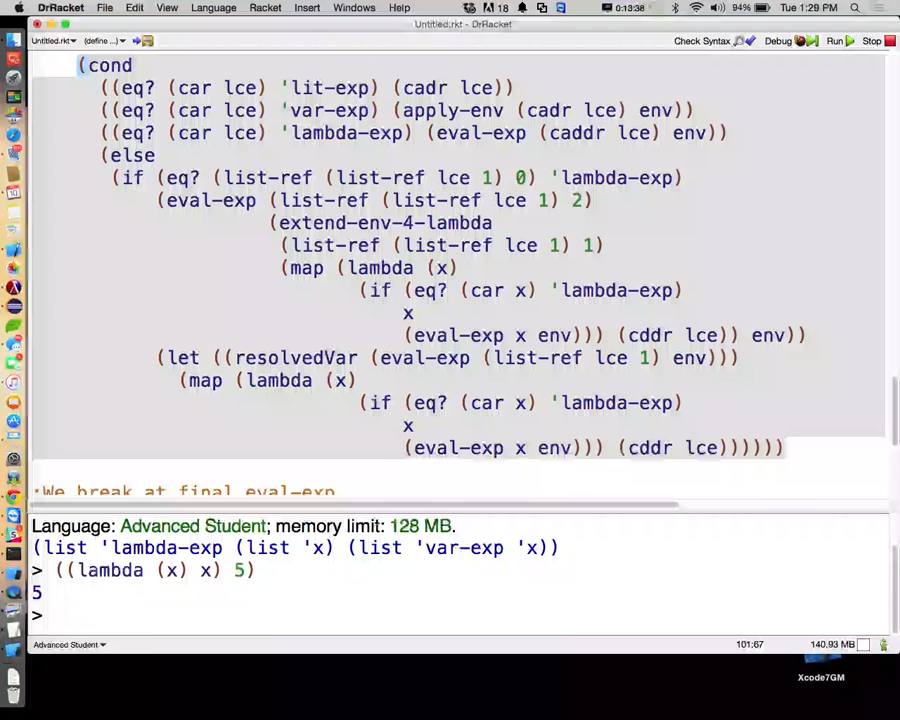 DrRacket File Edit View Language Racket Insert Windows Help 18 0:13:38 94% Tue 1:29 PM
Untitled.rkt - DrRacket
Untitled.rkt (define ...) Check Syntax Debug Run Stop
(cond
((eq? (car lce) 'lit-exp) (cadr lce))
((eq? (car lce) 'var-exp) (apply-env (cadr lce) env))
((eq? (car lce) 'lambda-exp) (eval-exp (caddr lce) env))
(else
(if (eq? (list-ref (list-ref lce 1) 0) 'lambda-exp)
(eval-exp (list-ref (list-ref lce 1) 2)
(extend-env-4-lambda
(list-ref (list-ref lce 1) 1)
(map (lambda (x)
(if (eq? (car x) 'lambda-exp)
x
(eval-exp x env))) (cddr lce)) env))
(let ((resolvedVar (eval-exp (list-ref lce 1) env)))
(map (lambda (x)
(if (eq? (car x) 'lambda-exp)
x
(eval-exp x env))) (cddr lce))))))
;We break at final eval-exp
Language: Advanced Student; memory limit: 128 MB.
(list 'lambda-exp (list 'x) (list 'var-exp 'x))
> ((lambda (x) x) 5)
5
>
Advanced Student 101:67 140.93 MB
Xcode7GM